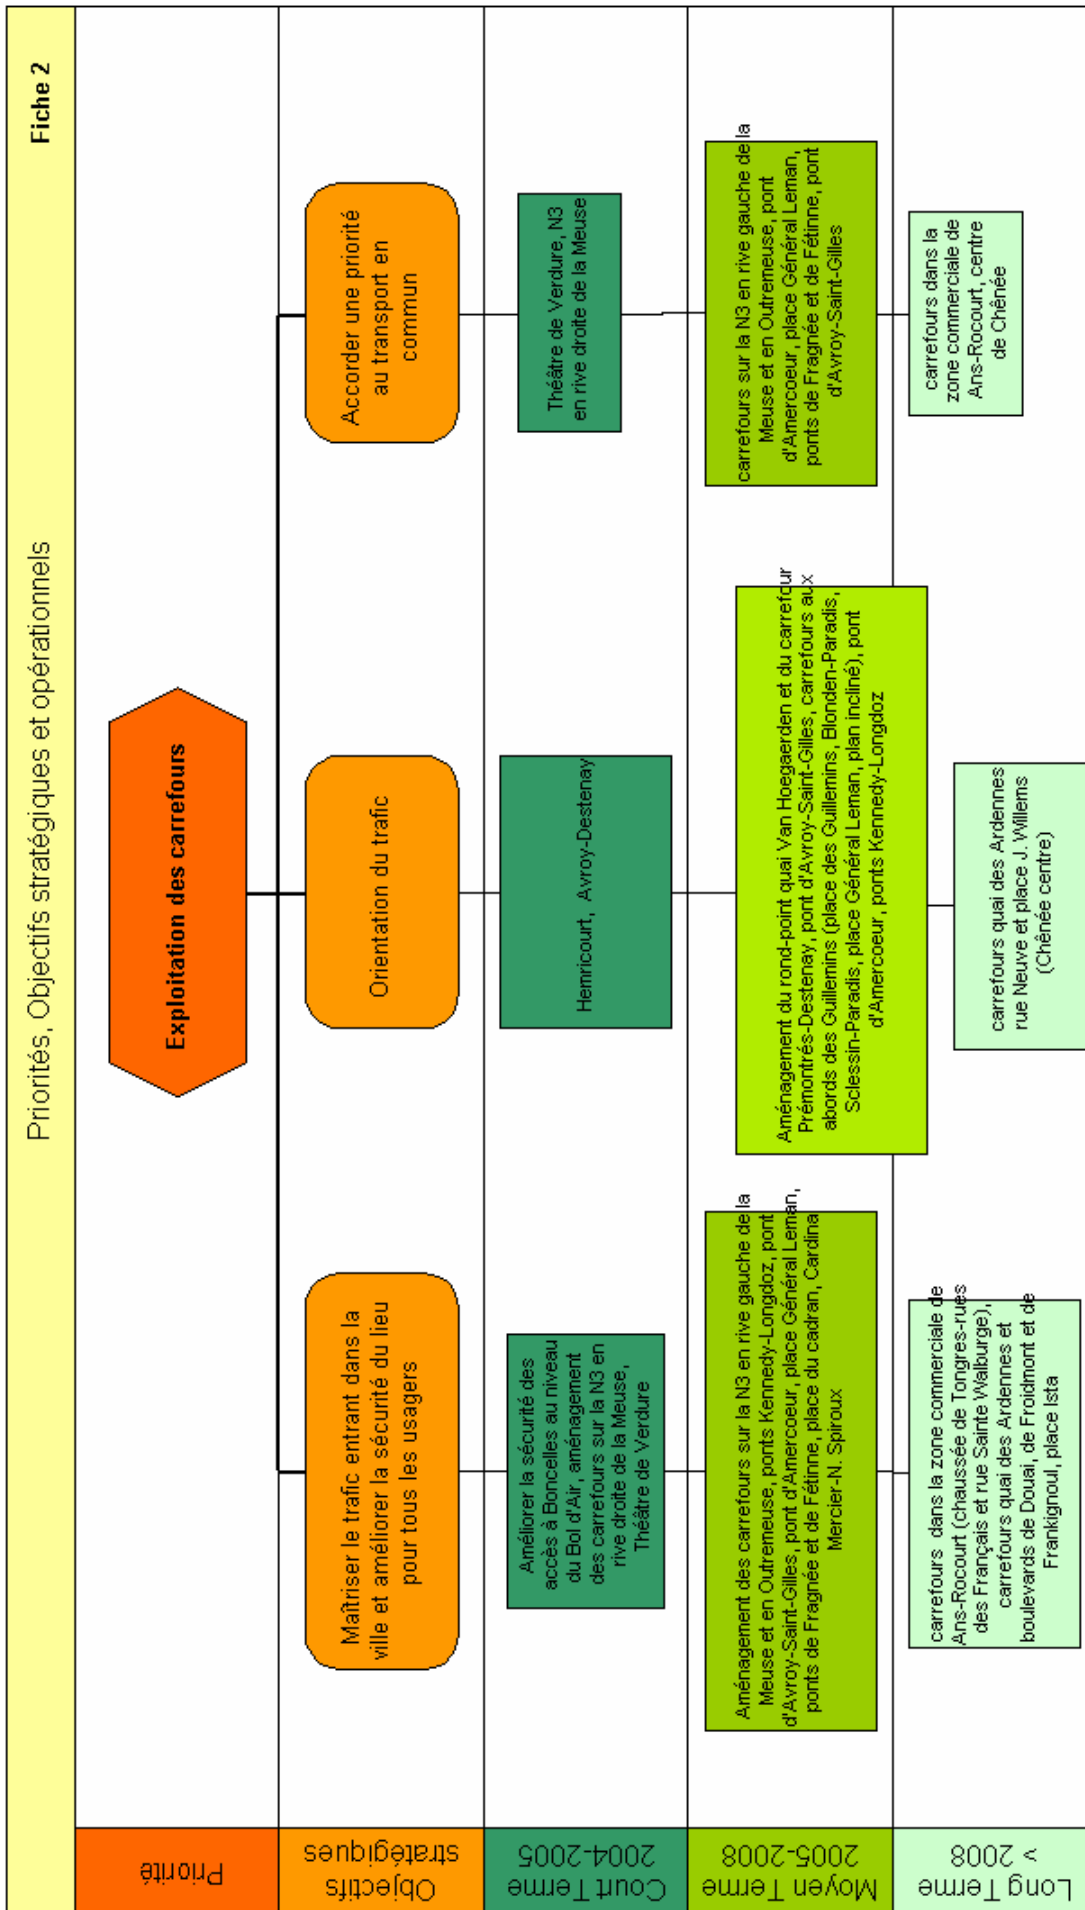 Priorités, Objectifs stratégiques et opérationnels
Fiche 2
Priorité
Exploitation des carrefours
Objectifs
stratégiques
Maîtriser le trafic entrant dans la
ville et améliorer la sécurité du lieu
pour tous les usagers
Orientation du trafic
Accorder une priorité
au transport en
commun
Court Terme
2004-2005
Améliorer la sécurité des
accès à Boncelles au niveau
du Bol d'Air, aménagement
des carrefours sur la N3 en
rive droite de la Meuse,
Théâtre de Verdure
Hemricourt, Avroy-Destenay
Théâtre de Verdure, N3
en rive droite de la Meuse
Moyen Terme
2005-2008
Aménagement des carrefours sur la N3 en rive gauche de la
Meuse et en Outremeuse, ponts Kennedy-Longdoz, pont
d'Avroy-Saint-Gilles, pont d'Amercoeur, place Général Leman,
ponts de Fragnée et de Fétinne, place du cadran, Cardina
Mercier-N. Spiroux
Aménagement du rond-point quai Van Hoegaerden et du carrefour
Prémontrés-Destenay, pont d'Avroy-Saint-Gilles, carrefours aux
abords des Guillemins (place des Guillemins, Blonden-Paradis,
Sclessin-Paradis, place Général Leman, plan incliné), pont
d'Amercoeur, ponts Kennedy-Longdoz
carrefours sur la N3 en rive gauche de la
Meuse et en Outremeuse, pont
d'Amercoeur, place Général Leman,
ponts de Fragnée et de Fétinne, pont
d'Avroy-Saint-Gilles
Long Terme
> 2008
carrefours dans la zone commerciale de
Ans-Rocourt (chaussée de Tongres-rues
des Français et rue Sainte Walburge),
carrefours quai des Ardennes et
boulevards de Douai, de Froidmont et de
Frankignoul, place Ista
carrefours quai des Ardennes
rue Neuve et place J. Willems
(Chênée centre)
carrefours dans la
zone commerciale de
Ans-Rocourt, centre
de Chênée